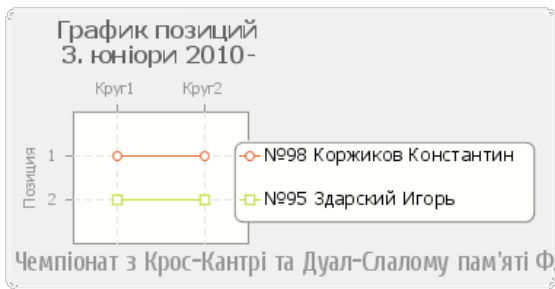 График позиций
3. юніори 2010-
Круг1 Круг2
Позиция
1
2
№98 Коржиков Константин
№95 Здарский Игорь
Чемпіонат з Крос-Кантрі та Дуал-Слалому пам'яті